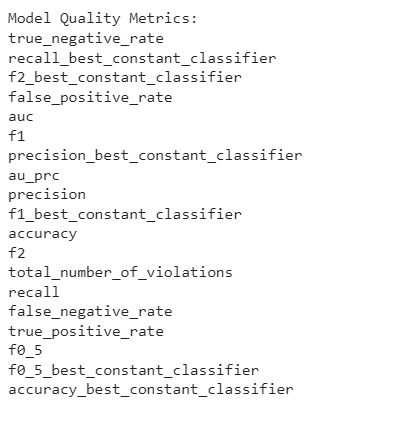 Model Quality Metrics:
true_negative_rate
recall_best_constant_classifier
f2_best_constant_classifier
false_positive_rate
auc
f1
precision_best_constant_classifier
au_prc
precision
f1_best_constant_classifier
accuracy
f2
total_number_of_violations
recall
false_negative_rate
true_positive_rate
f0_5
f0_5_best_constant_classifier
accuracy_best_constant_classifier